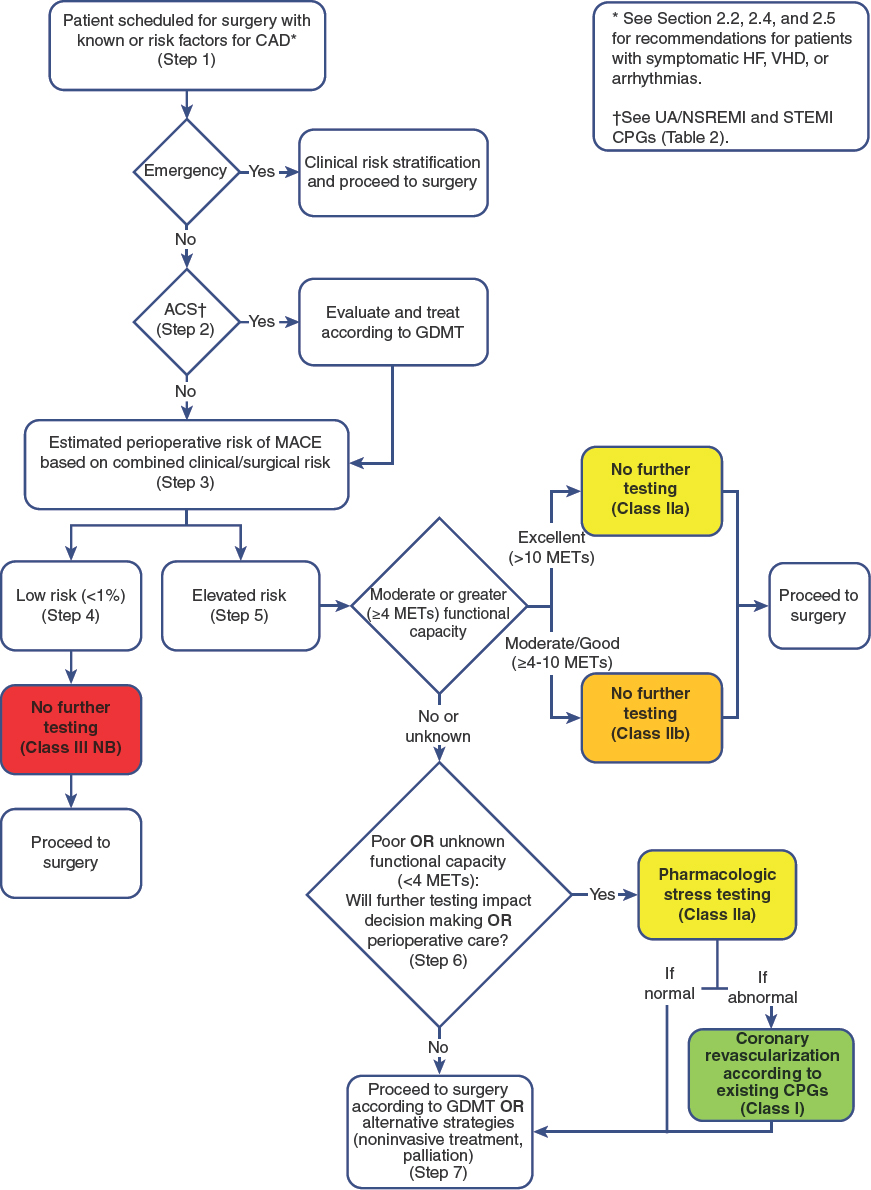 Patient scheduled for surgery with
known or risk factors for CAD*
(Step 1)
* See Section 2.2, 2.4, and 2.5
for recommendations for patients
with symptomatic HF, VHD, or
arrhythmias.
†See UA/NSREMI and STEMI
CPGs (Table 2).
Emergency
Yes
Clinical risk stratification
and proceed to surgery
No
ACS†
(Step 2)
Yes
Evaluate and treat
according to GDMT
No
Estimated perioperative risk of MACE
based on combined clinical/surgical risk
(Step 3)
Low risk (<1%)
(Step 4)
Elevated risk
(Step 5)
Moderate or greater
(≥4 METs) functional
capacity
Excellent
(>10 METs)
No further
testing
(Class IIa)
Moderate/Good
(≥4-10 METs)
No further
testing
(Class IIb)
Proceed to
surgery
No further
testing
(Class III NB)
Proceed to
surgery
No or
unknown
Poor OR unknown
functional capacity
(<4 METs):
Will further testing impact
decision making OR
perioperative care?
(Step 6)
Yes
Pharmacologic
stress testing
(Class IIa)
If
normal
If
abnormal
Coronary
revascularization
according to
existing CPGs
(Class I)
No
Proceed to surgery
according to GDMT OR
alternative strategies
(noninvasive treatment,
palliation)
(Step 7)